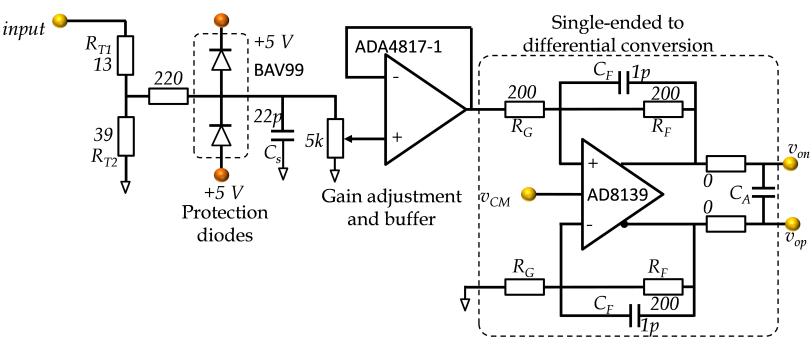 input
R_T1
13
39
R_T2
220
+5 V
BAV99
+5 V
Protection
diodes
22p
C_s
5k
ADA4817-1
-
+
Gain adjustment
and buffer
Single-ended to
differential conversion
200
R_G
C_F
1p
200
R_F
+
AD8139
-
v_CM
R_G
R_F
200
C_F
1p
0
0
C_A
v_on
v_op